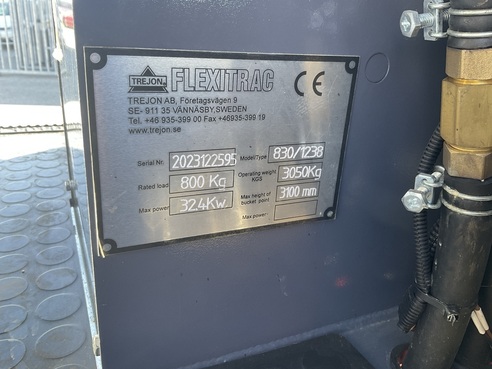 TREJON FLEXITRAC CE
TREJON AB, Företagsvägen 9
SE- 911 35 VÄNNÄSBY,SWEDEN
Tel. +46 935-399 00 Fax +46935-399 19
www.trejon.se
Serial Nr. 2023122595 Model/Type 830/1238
Rated load 800 Kg Operating weight KGS 3050Kg
Max power 32.4Kw Max height of bucket point 3100 mm
Max power